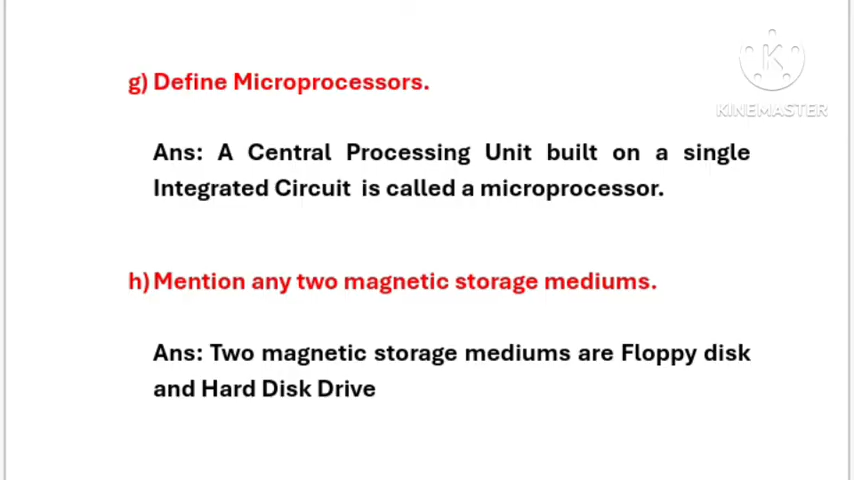 K
KINEMASTER
g) Define Microprocessors.
Ans: A Central Processing Unit built on a single
Integrated Circuit is called a microprocessor.
h) Mention any two magnetic storage mediums.
Ans: Two magnetic storage mediums are Floppy disk
and Hard Disk Drive